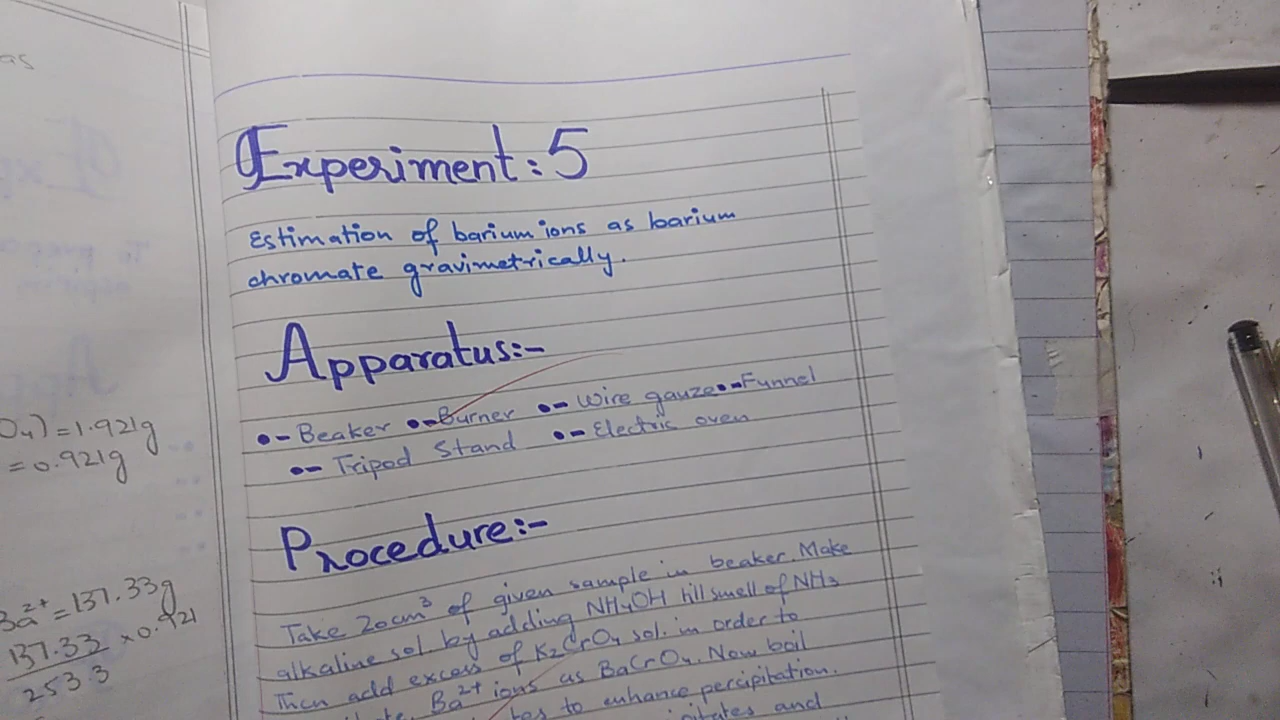 as
O₄) = 1.921g
= 0.921g
Ba²⁺ = 137.33g
137.33 × 0.921
2533
Experiment: 5
Estimation of barium ions as barium
chromate gravimetrically.
Apparatus:-
•- Beaker •- Burner •- Wire gauze •- Funnel
•- Tripod Stand •- Electric oven
Procedure:-
Take 20cm³ of given sample in beaker. Make
alkaline sol. by adding NH₄OH till smell of NH₃
Then add excess of K₂CrO₄ sol. in order to
Ba²⁺ ions as BaCrO₄. Now boil
to enhance percipitation.
and